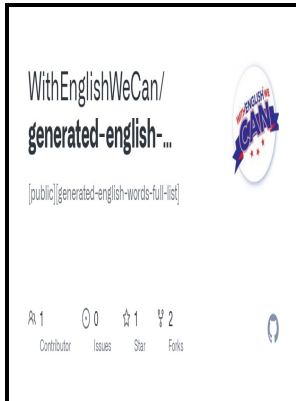 WithEnglishWeCan/
generated-english-...
[public][generated-english-words-full-list]
WITH ENGLISH WE
CAN
1 0 1 2
Contributor Issues Star Forks